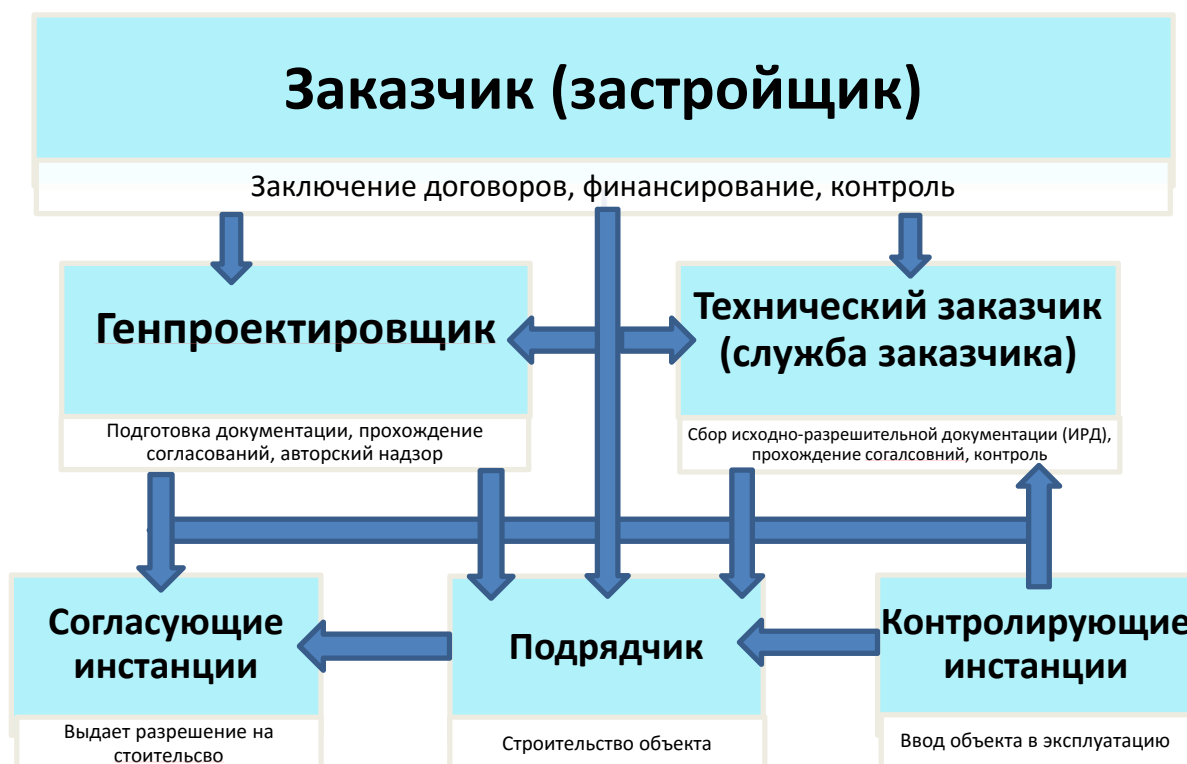 Заказчик (застройщик)
Заключение договоров, финансирование, контроль
Генпроектировщик
Технический заказчик
(служба заказчика)
Подготовка документации, прохождение
согласований, авторский надзор
Сбор исходно-разрешительной документации (ИРД),
прохождение согалсовний, контроль
Согласующие
инстанции
Подрядчик
Контролирующие
инстанции
Выдает разрешение на
стоительсво
Строительство объекта
Ввод объекта в эксплуатацию